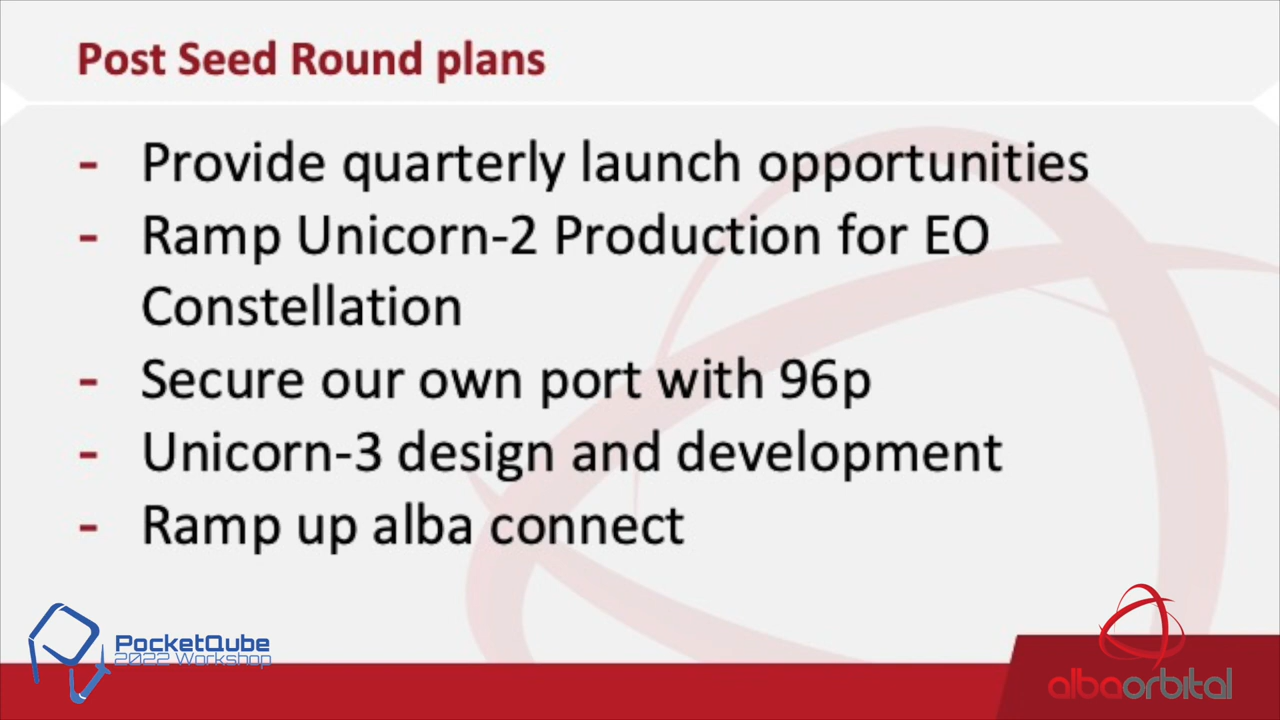 Post Seed Round plans
- Provide quarterly launch opportunities
- Ramp Unicorn-2 Production for EO
Constellation
- Secure our own port with 96p
- Unicorn-3 design and development
- Ramp up alba connect
PocketQube
2022 Workshop
albaorbital